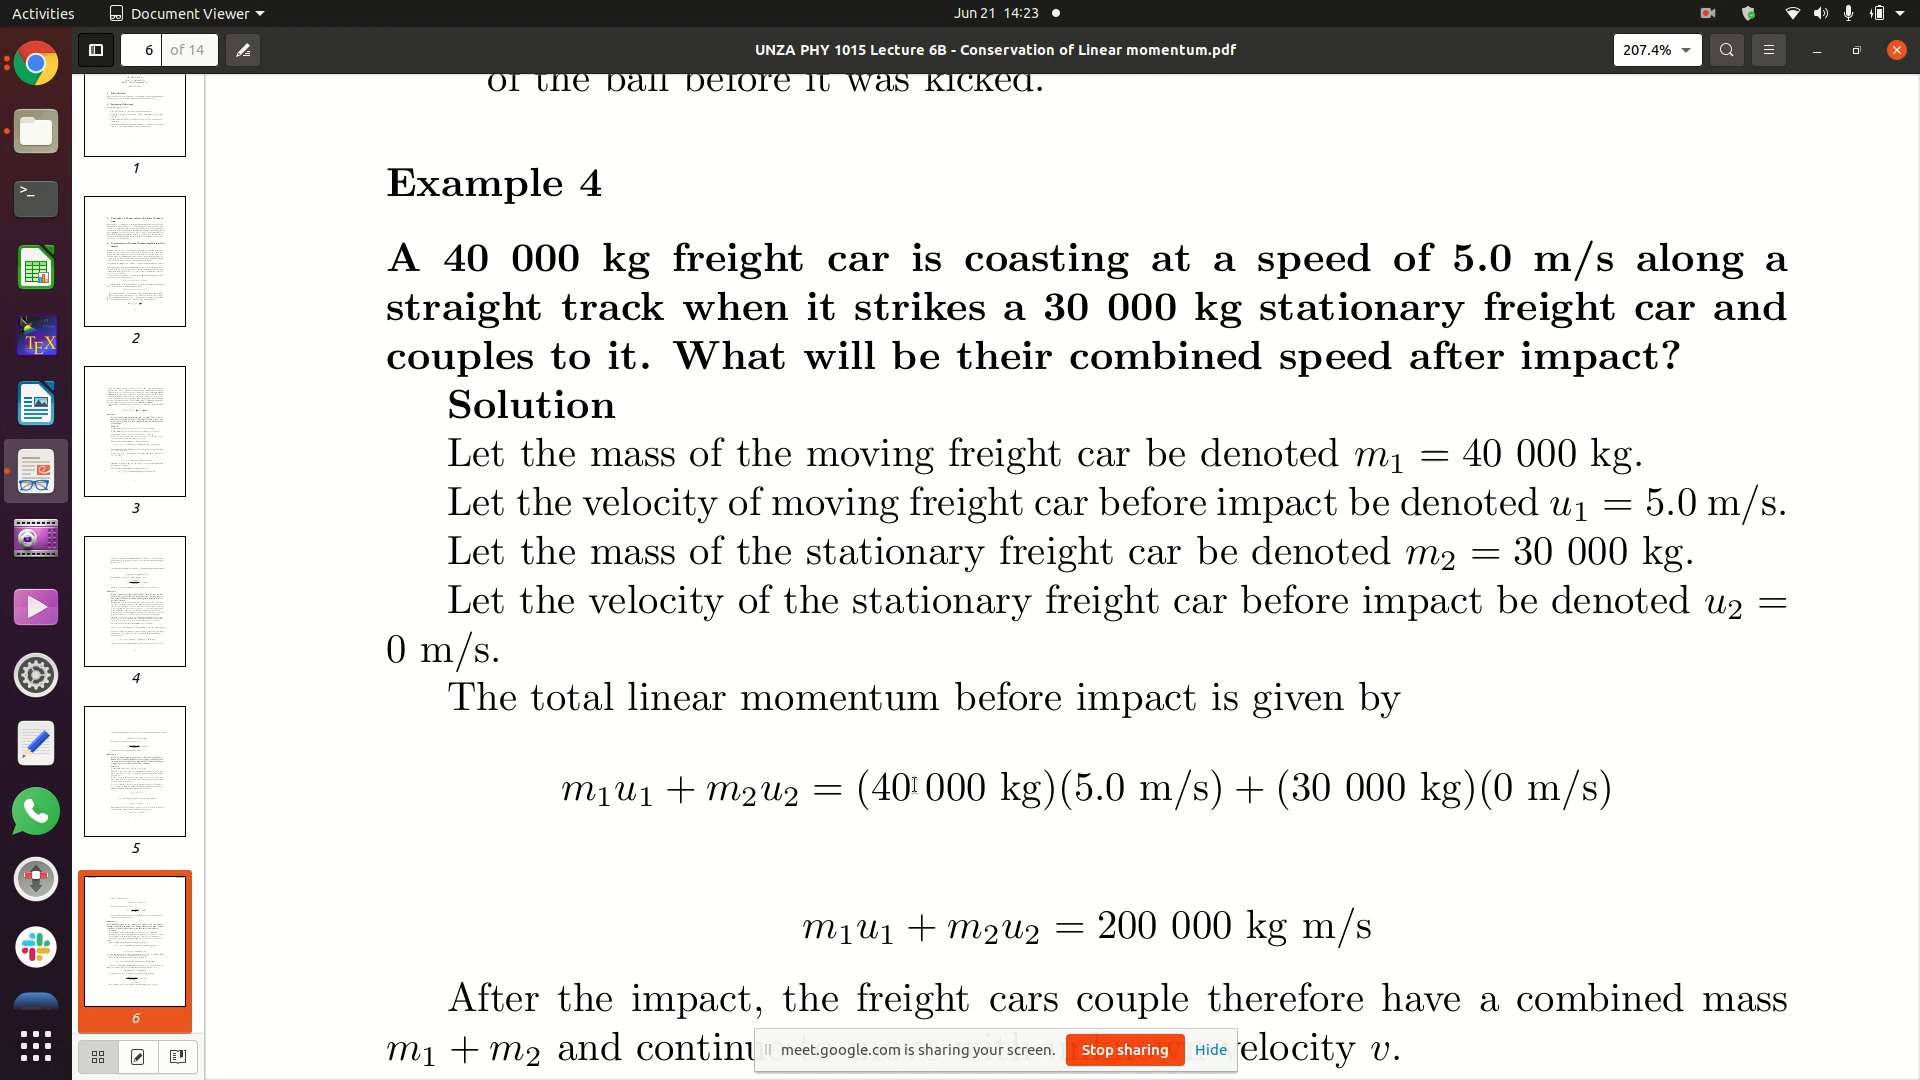 Activities Document Viewer Jun 21 14:23
6 of 14 UNZA PHY 1015 Lecture 6B - Conservation of Linear momentum.pdf 207.4%
1
2
3
4
5
6
of the ball before it was kicked.
Example 4
A 40 000 kg freight car is coasting at a speed of 5.0 m/s along a
straight track when it strikes a 30 000 kg stationary freight car and
couples to it. What will be their combined speed after impact?
Solution
Let the mass of the moving freight car be denoted m₁ = 40 000 kg.
Let the velocity of moving freight car before impact be denoted u₁ = 5.0 m/s.
Let the mass of the stationary freight car be denoted m₂ = 30 000 kg.
Let the velocity of the stationary freight car before impact be denoted u₂ =
0 m/s.
The total linear momentum before impact is given by
m₁u₁ + m₂u₂ = (40 000 kg)(5.0 m/s) + (30 000 kg)(0 m/s)
m₁u₁ + m₂u₂ = 200 000 kg m/s
After the impact, the freight cars couple therefore have a combined mass
m₁ + m₂ and continu elocity v.
meet.google.com is sharing your screen. Stop sharing Hide